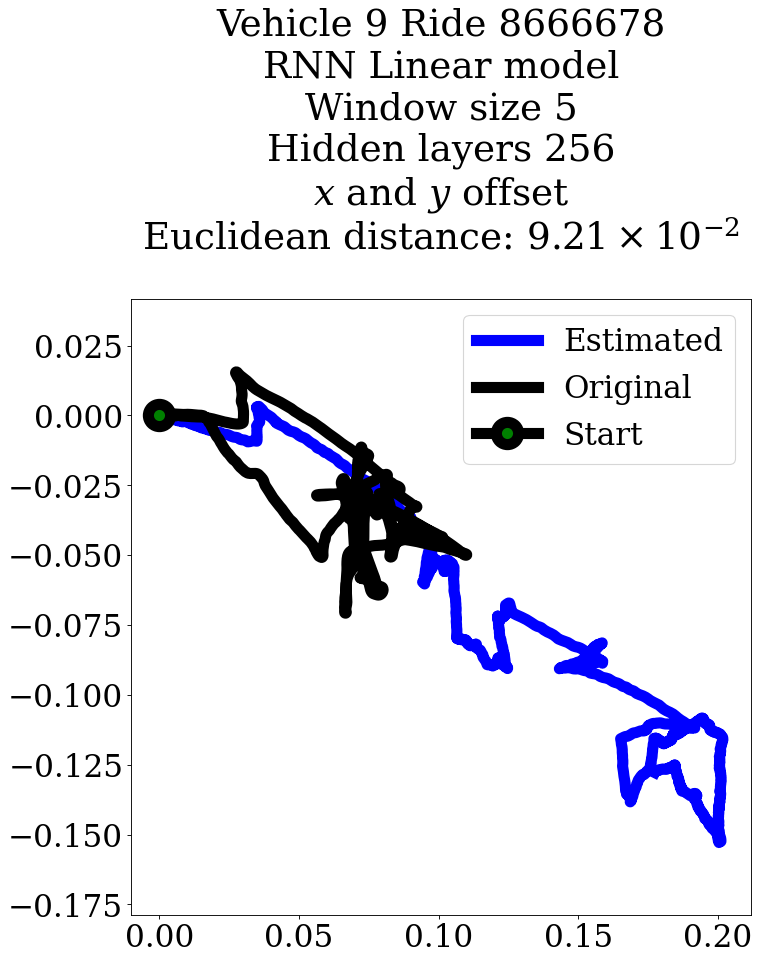 Vehicle 9 Ride 8666678
RNN Linear model
Window size 5
Hidden layers 256
x and y offset
Euclidean distance: 9.21 × 10⁻²
Estimated
Original
Start
0.025
0.000
−0.025
−0.050
−0.075
−0.100
−0.125
−0.150
−0.175
0.00 0.05 0.10 0.15 0.20